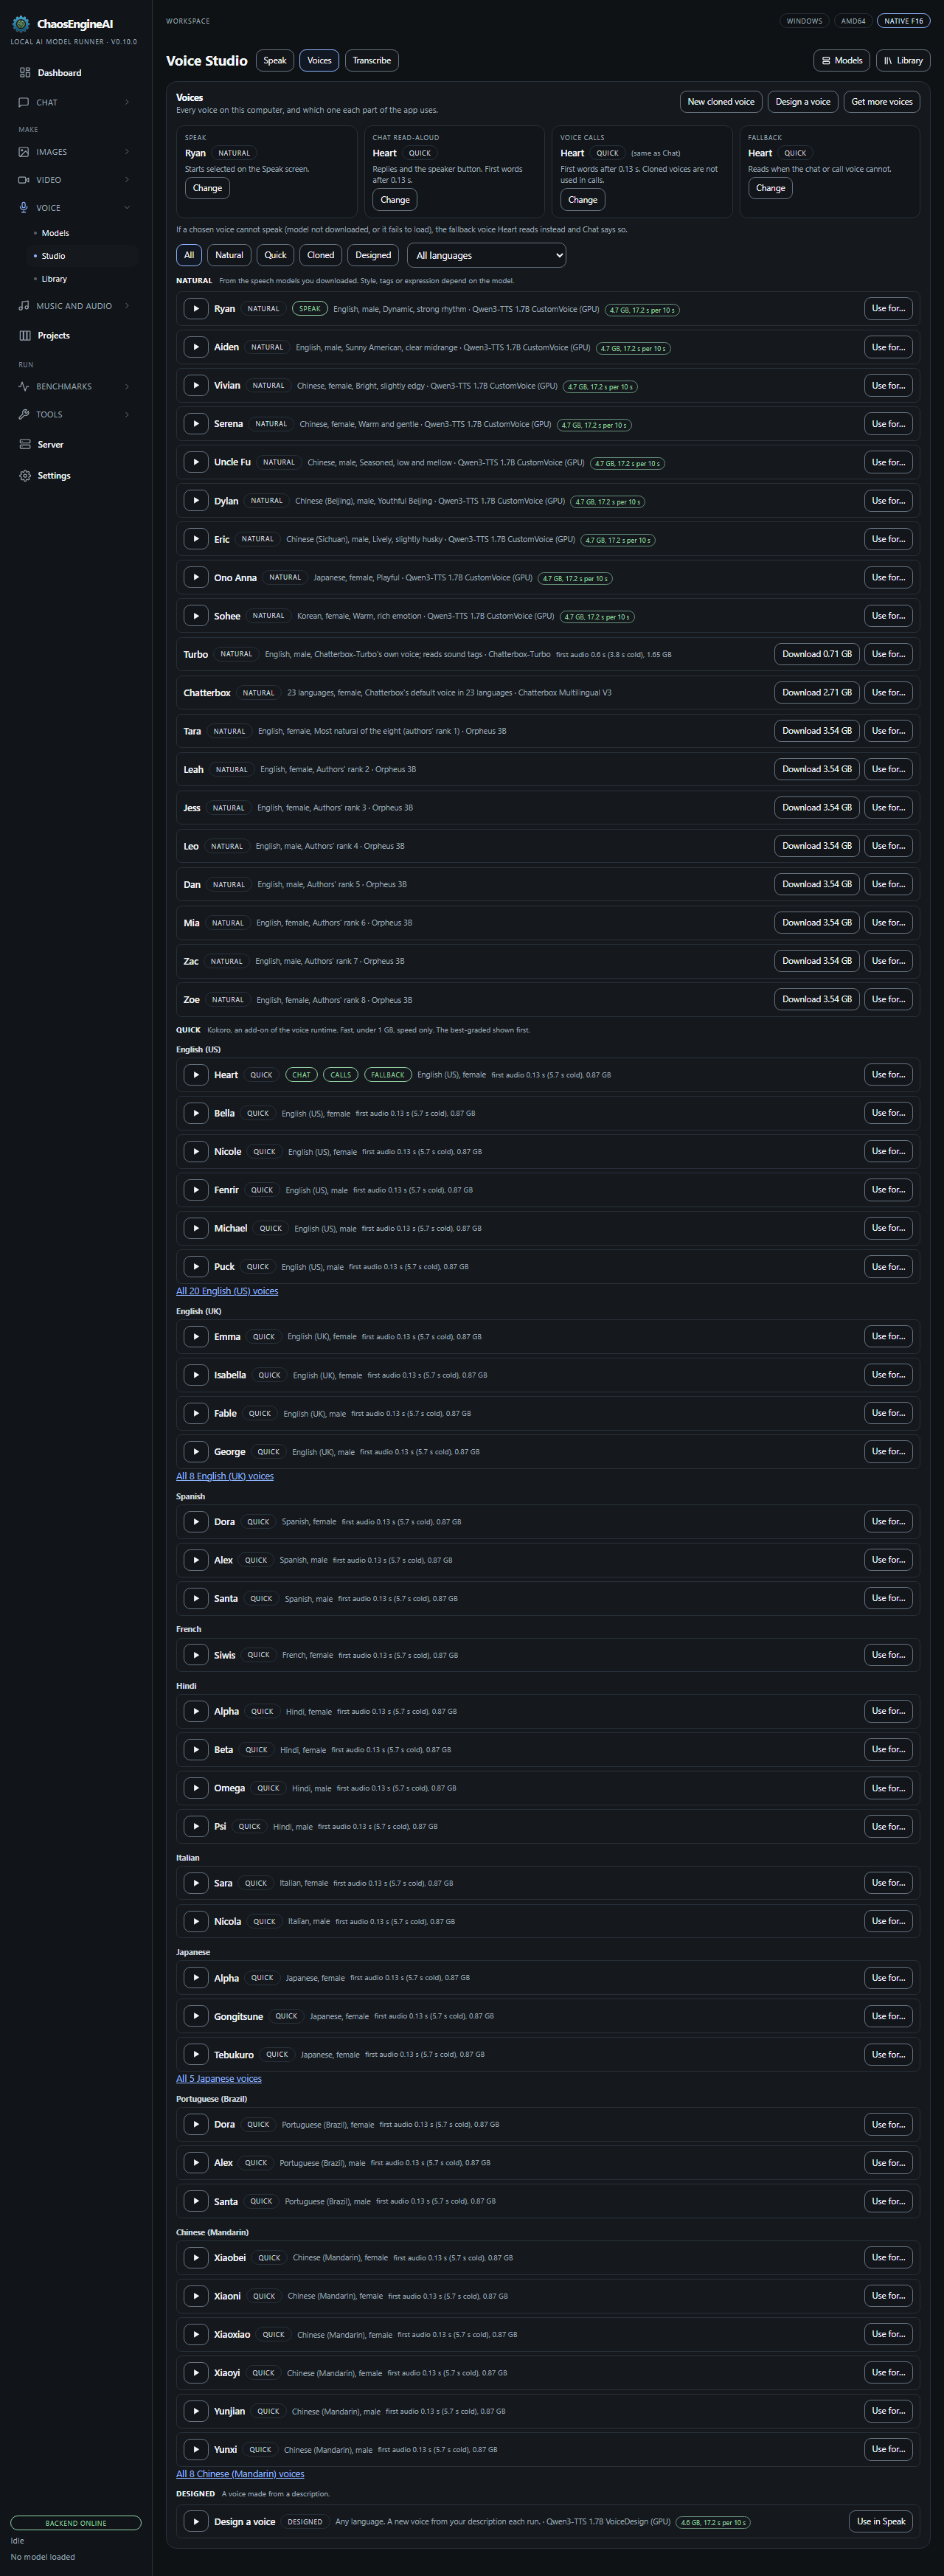 ChaosEngineAI
LOCAL AI MODEL RUNNER · V0.10.0
Dashboard
CHAT
MAKE
IMAGES
VIDEO
VOICE
Models
Studio
Library
MUSIC AND AUDIO
Projects
RUN
BENCHMARKS
TOOLS
Server
Settings
BACKEND ONLINE
Idle
No model loaded
WORKSPACE
WINDOWS AMD64 NATIVE F16
Voice Studio Speak Voices Transcribe Models Library
Voices
Every voice on this computer, and which one each part of the app uses.
New cloned voice Design a voice Get more voices
SPEAK
Ryan NATURAL
Starts selected on the Speak screen.
Change
CHAT READ-ALOUD
Heart QUICK
Replies and the speaker button. First words after 0.13 s.
Change
VOICE CALLS
Heart QUICK (same as Chat)
First words after 0.13 s. Cloned voices are not used in calls.
Change
FALLBACK
Heart QUICK
Reads when the chat or call voice cannot.
Change
If a chosen voice cannot speak (model not downloaded, or it fails to load), the fallback voice Heart reads instead and Chat says so.
All Natural Quick Cloned Designed All languages
NATURAL From the speech models you downloaded. Style, tags or expression depend on the model.
Ryan NATURAL SPEAK English, male, Dynamic, strong rhythm · Qwen3-TTS 1.7B CustomVoice (GPU) 4.7 GB, 17.2 s per 10 s Use for...
Aiden NATURAL English, male, Sunny American, clear midrange · Qwen3-TTS 1.7B CustomVoice (GPU) 4.7 GB, 17.2 s per 10 s Use for...
Vivian NATURAL Chinese, female, Bright, slightly edgy · Qwen3-TTS 1.7B CustomVoice (GPU) 4.7 GB, 17.2 s per 10 s Use for...
Serena NATURAL Chinese, female, Warm and gentle · Qwen3-TTS 1.7B CustomVoice (GPU) 4.7 GB, 17.2 s per 10 s Use for...
Uncle Fu NATURAL Chinese, male, Seasoned, low and mellow · Qwen3-TTS 1.7B CustomVoice (GPU) 4.7 GB, 17.2 s per 10 s Use for...
Dylan NATURAL Chinese (Beijing), male, Youthful Beijing · Qwen3-TTS 1.7B CustomVoice (GPU) 4.7 GB, 17.2 s per 10 s Use for...
Eric NATURAL Chinese (Sichuan), male, Lively, slightly husky · Qwen3-TTS 1.7B CustomVoice (GPU) 4.7 GB, 17.2 s per 10 s Use for...
Ono Anna NATURAL Japanese, female, Playful · Qwen3-TTS 1.7B CustomVoice (GPU) 4.7 GB, 17.2 s per 10 s Use for...
Sohee NATURAL Korean, female, Warm, rich emotion · Qwen3-TTS 1.7B CustomVoice (GPU) 4.7 GB, 17.2 s per 10 s Use for...
Turbo NATURAL English, male, Chatterbox-Turbo's own voice; reads sound tags · Chatterbox-Turbo first audio 0.6 s (3.8 s cold), 1.65 GB Download 0.71 GB Use for...
Chatterbox NATURAL 23 languages, female, Chatterbox's default voice in 23 languages · Chatterbox Multilingual V3 Download 2.71 GB Use for...
Tara NATURAL English, female, Most natural of the eight (authors' rank 1) · Orpheus 3B Download 3.54 GB Use for...
Leah NATURAL English, female, Authors' rank 2 · Orpheus 3B Download 3.54 GB Use for...
Jess NATURAL English, female, Authors' rank 3 · Orpheus 3B Download 3.54 GB Use for...
Leo NATURAL English, male, Authors' rank 4 · Orpheus 3B Download 3.54 GB Use for...
Dan NATURAL English, male, Authors' rank 5 · Orpheus 3B Download 3.54 GB Use for...
Mia NATURAL English, female, Authors' rank 6 · Orpheus 3B Download 3.54 GB Use for...
Zac NATURAL English, male, Authors' rank 7 · Orpheus 3B Download 3.54 GB Use for...
Zoe NATURAL English, female, Authors' rank 8 · Orpheus 3B Download 3.54 GB Use for...
QUICK Kokoro, an add-on of the voice runtime. Fast, under 1 GB, speed only. The best-graded shown first.
English (US)
Heart QUICK CHAT CALLS FALLBACK English (US), female first audio 0.13 s (5.7 s cold), 0.87 GB Use for...
Bella QUICK English (US), female first audio 0.13 s (5.7 s cold), 0.87 GB Use for...
Nicole QUICK English (US), female first audio 0.13 s (5.7 s cold), 0.87 GB Use for...
Fenrir QUICK English (US), male first audio 0.13 s (5.7 s cold), 0.87 GB Use for...
Michael QUICK English (US), male first audio 0.13 s (5.7 s cold), 0.87 GB Use for...
Puck QUICK English (US), male first audio 0.13 s (5.7 s cold), 0.87 GB Use for...
All 20 English (US) voices
English (UK)
Emma QUICK English (UK), female first audio 0.13 s (5.7 s cold), 0.87 GB Use for...
Isabella QUICK English (UK), female first audio 0.13 s (5.7 s cold), 0.87 GB Use for...
Fable QUICK English (UK), male first audio 0.13 s (5.7 s cold), 0.87 GB Use for...
George QUICK English (UK), male first audio 0.13 s (5.7 s cold), 0.87 GB Use for...
All 8 English (UK) voices
Spanish
Dora QUICK Spanish, female first audio 0.13 s (5.7 s cold), 0.87 GB Use for...
Alex QUICK Spanish, male first audio 0.13 s (5.7 s cold), 0.87 GB Use for...
Santa QUICK Spanish, male first audio 0.13 s (5.7 s cold), 0.87 GB Use for...
French
Siwis QUICK French, female first audio 0.13 s (5.7 s cold), 0.87 GB Use for...
Hindi
Alpha QUICK Hindi, female first audio 0.13 s (5.7 s cold), 0.87 GB Use for...
Beta QUICK Hindi, female first audio 0.13 s (5.7 s cold), 0.87 GB Use for...
Omega QUICK Hindi, male first audio 0.13 s (5.7 s cold), 0.87 GB Use for...
Psi QUICK Hindi, male first audio 0.13 s (5.7 s cold), 0.87 GB Use for...
Italian
Sara QUICK Italian, female first audio 0.13 s (5.7 s cold), 0.87 GB Use for...
Nicola QUICK Italian, male first audio 0.13 s (5.7 s cold), 0.87 GB Use for...
Japanese
Alpha QUICK Japanese, female first audio 0.13 s (5.7 s cold), 0.87 GB Use for...
Gongitsune QUICK Japanese, female first audio 0.13 s (5.7 s cold), 0.87 GB Use for...
Tebukuro QUICK Japanese, female first audio 0.13 s (5.7 s cold), 0.87 GB Use for...
All 5 Japanese voices
Portuguese (Brazil)
Dora QUICK Portuguese (Brazil), female first audio 0.13 s (5.7 s cold), 0.87 GB Use for...
Alex QUICK Portuguese (Brazil), male first audio 0.13 s (5.7 s cold), 0.87 GB Use for...
Santa QUICK Portuguese (Brazil), male first audio 0.13 s (5.7 s cold), 0.87 GB Use for...
Chinese (Mandarin)
Xiaobei QUICK Chinese (Mandarin), female first audio 0.13 s (5.7 s cold), 0.87 GB Use for...
Xiaoni QUICK Chinese (Mandarin), female first audio 0.13 s (5.7 s cold), 0.87 GB Use for...
Xiaoxiao QUICK Chinese (Mandarin), female first audio 0.13 s (5.7 s cold), 0.87 GB Use for...
Xiaoyi QUICK Chinese (Mandarin), female first audio 0.13 s (5.7 s cold), 0.87 GB Use for...
Yunjian QUICK Chinese (Mandarin), male first audio 0.13 s (5.7 s cold), 0.87 GB Use for...
Yunxi QUICK Chinese (Mandarin), male first audio 0.13 s (5.7 s cold), 0.87 GB Use for...
All 8 Chinese (Mandarin) voices
DESIGNED A voice made from a description.
Design a voice DESIGNED Any language. A new voice from your description each run. · Qwen3-TTS 1.7B VoiceDesign (GPU) 4.6 GB, 17.2 s per 10 s Use in Speak